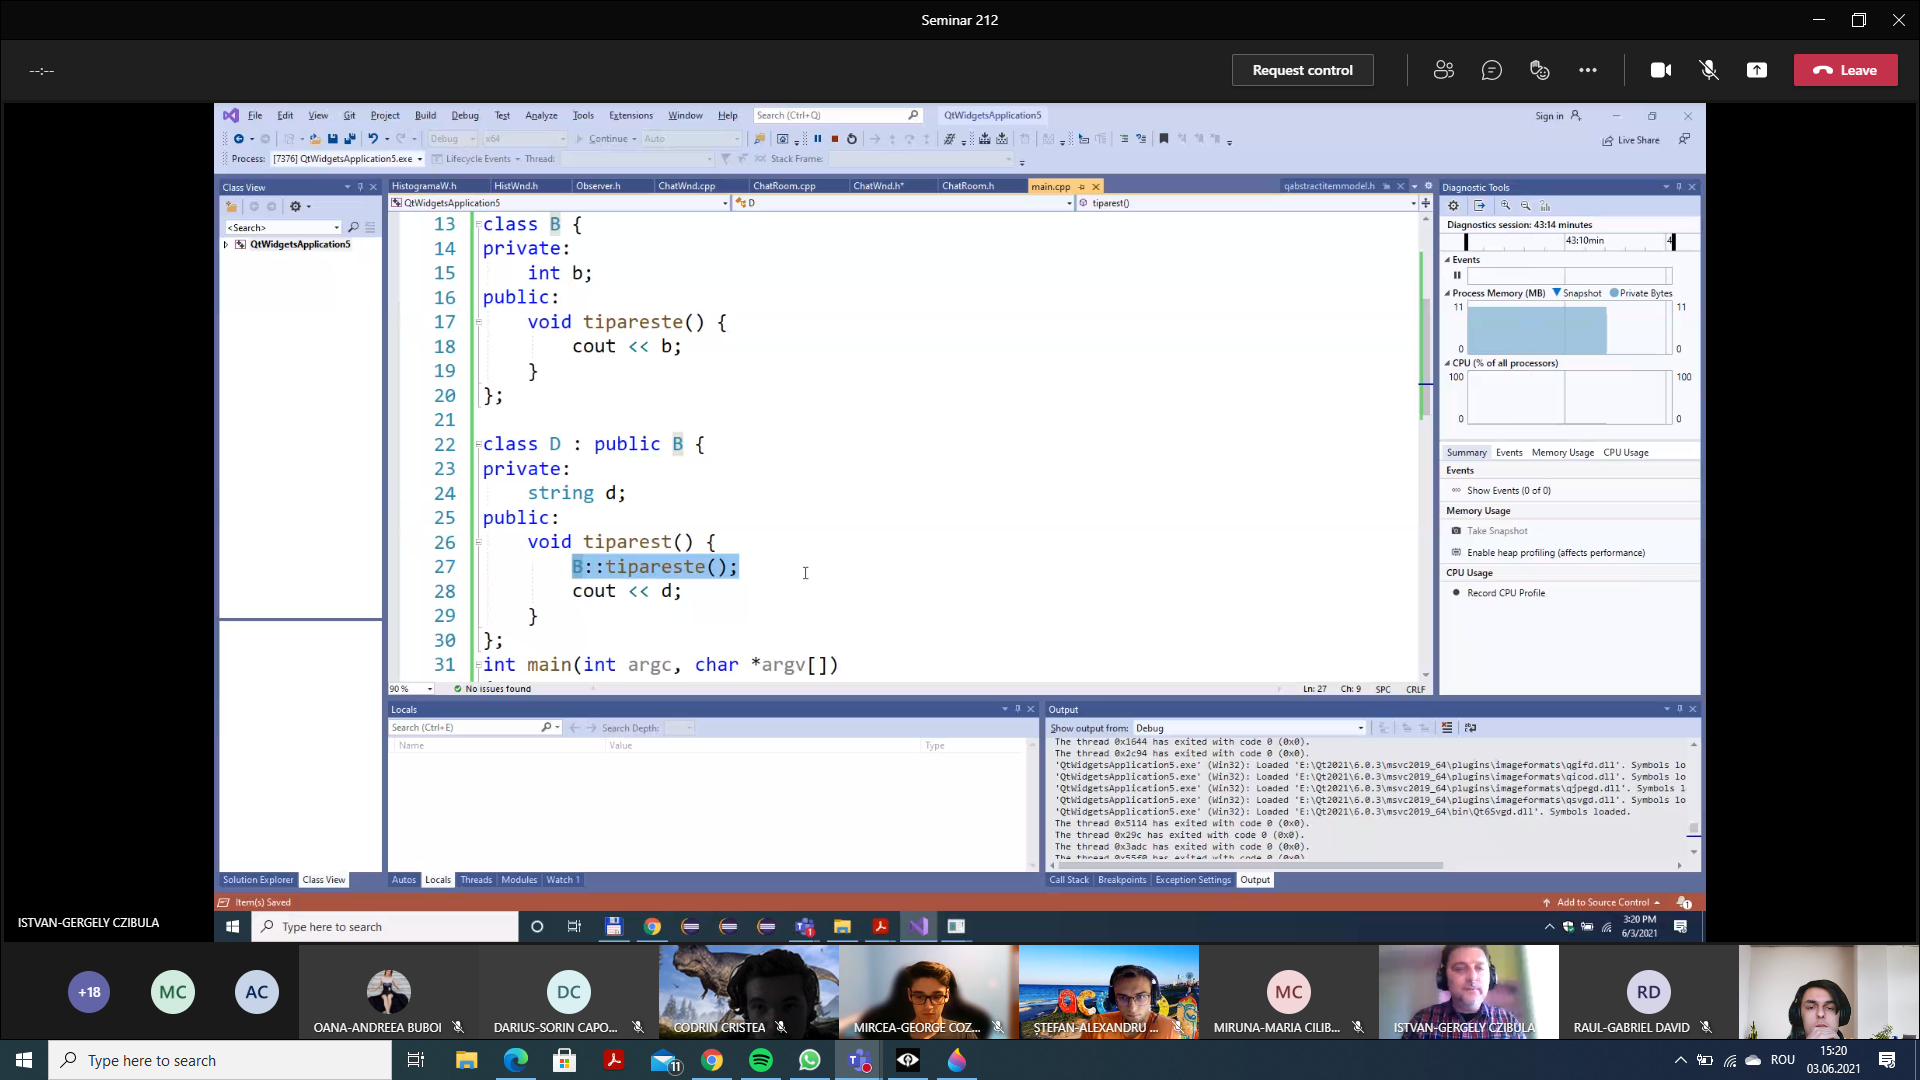 Seminar 212
--:--
Request control
Leave
File Edit View Git Project Build Debug Test Analyze Tools Extensions Window Help Search (Ctrl+Q) QtWidgetsApplication5 Sign in
Debug x64 Continue Auto Live Share
Process: [7376] QtWidgetsApplication5.exe Lifecycle Events Thread: Stack Frame:
Class View
<Search>
QtWidgetsApplication5
HistogramaW.h HistWnd.h Observer.h ChatWnd.cpp ChatRoom.cpp ChatWnd.h* ChatRoom.h main.cpp qabstractitemmodel.h
QtWidgetsApplication5 D tiparest()
13 class B {
14 private:
15 int b;
16 public:
17 void tipareste() {
18 cout << b;
19 }
20 };
21
22 class D : public B {
23 private:
24 string d;
25 public:
26 void tiparest() {
27 B::tipareste();
28 cout << d;
29 }
30 };
31 int main(int argc, char *argv[])
90 % No issues found Ln: 27 Ch: 9 SPC CRLF
Diagnostic Tools
Diagnostics session: 43:14 minutes
43:10min 4
Events
Process Memory (MB) Snapshot Private Bytes
11 11
0 0
CPU (% of all processors)
100 100
0 0
Summary Events Memory Usage CPU Usage
Events
Show Events (0 of 0)
Memory Usage
Take Snapshot
Enable heap profiling (affects performance)
CPU Usage
Record CPU Profile
Locals
Search (Ctrl+E) Search Depth:
Name Value Type
Autos Locals Threads Modules Watch 1
Output
Show output from: Debug
The thread 0x1644 has exited with code 0 (0x0).
The thread 0x2c94 has exited with code 0 (0x0).
'QtWidgetsApplication5.exe' (Win32): Loaded 'E:\Qt2021\6.0.3\msvc2019_64\plugins\imageformats\qgifd.dll'. Symbols lo
'QtWidgetsApplication5.exe' (Win32): Loaded 'E:\Qt2021\6.0.3\msvc2019_64\plugins\imageformats\qicod.dll'. Symbols lo
'QtWidgetsApplication5.exe' (Win32): Loaded 'E:\Qt2021\6.0.3\msvc2019_64\plugins\imageformats\qjpegd.dll'. Symbols l
'QtWidgetsApplication5.exe' (Win32): Loaded 'E:\Qt2021\6.0.3\msvc2019_64\plugins\imageformats\qsvgd.dll'. Symbols lo
'QtWidgetsApplication5.exe' (Win32): Loaded 'E:\Qt2021\6.0.3\msvc2019_64\bin\Qt6Svgd.dll'. Symbols loaded.
The thread 0x5114 has exited with code 0 (0x0).
The thread 0x29c has exited with code 0 (0x0).
The thread 0x3adc has exited with code 0 (0x0).
The thread 0x55f0 has exited with code 0 (0x0).
Call Stack Breakpoints Exception Settings Output
Solution Explorer Class View
Item(s) Saved Add to Source Control 1
Type here to search
3:20 PM
6/3/2021
ISTVAN-GERGELY CZIBULA
+18 MC AC DC MC RD
OANA-ANDREEA BUBOI DARIUS-SORIN CAPO... CODRIN CRISTEA MIRCEA-GEORGE COZ... ȘTEFAN-ALEXANDRU ... MIRUNA-MARIA CILIB... ISTVAN-GERGELY CZIBULA RAUL-GABRIEL DAVID
Type here to search 11 ROU
15:20
03.06.2021